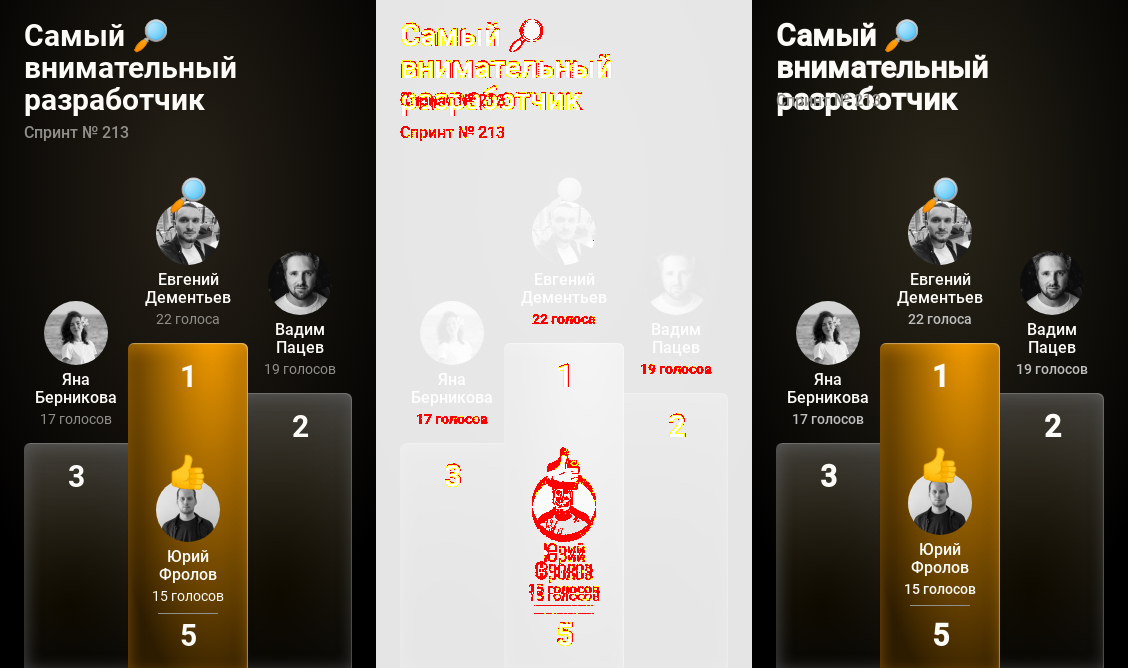 Самый
внимательный
разработчик
Спринт № 213
Евгений
Дементьев
22 голоса
Вадим
Пацев
19 голосов
Яна
Берникова
17 голосов
1
2
3
Юрий
Фролов
15 голосов
5
Самый
внимательный
разработчик
Спринт № 213
Евгений
Дементьев
22 голоса
Вадим
Пацев
19 голосов
Яна
Берникова
17 голосов
1
2
3
Юрий
Фролов
15 голосов
5
Самый
внимательный
разработчик
Спринт № 213
Евгений
Дементьев
22 голоса
Вадим
Пацев
19 голосов
Яна
Берникова
17 голосов
1
2
3
Юрий
Фролов
15 голосов
5